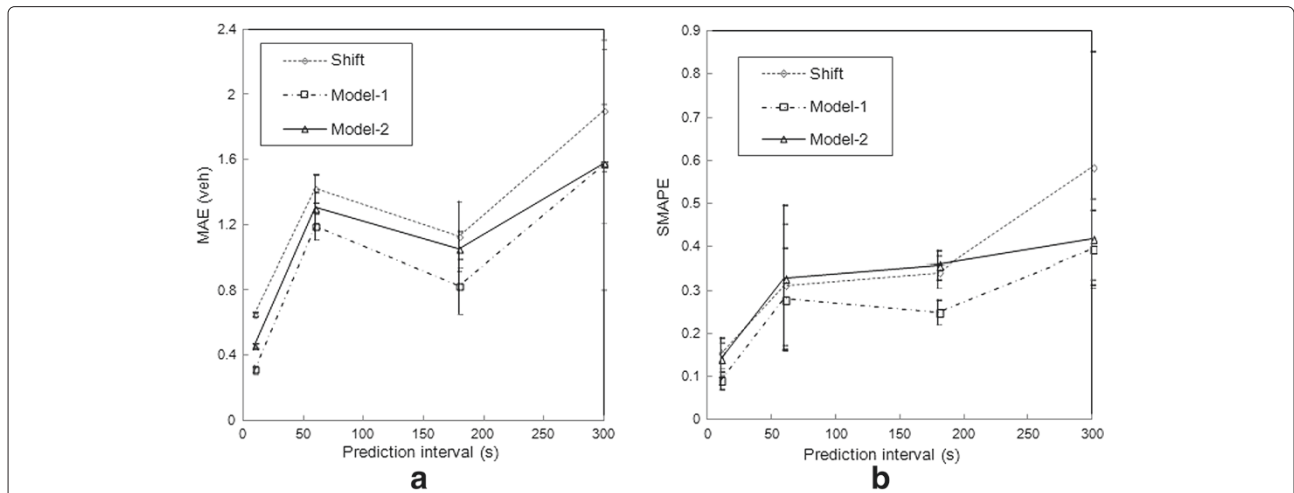 2.4
2
1.6
1.2
0.8
0.4
0
MAE (veh)
Shift
Model-1
Model-2
0 50 100 150 200 250 300
Prediction interval (s)
a
0.9
0.8
0.7
0.6
0.5
0.4
0.3
0.2
0.1
0
SMAPE
Shift
Model-1
Model-2
0 50 100 150 200 250 300
Prediction interval (s)
b